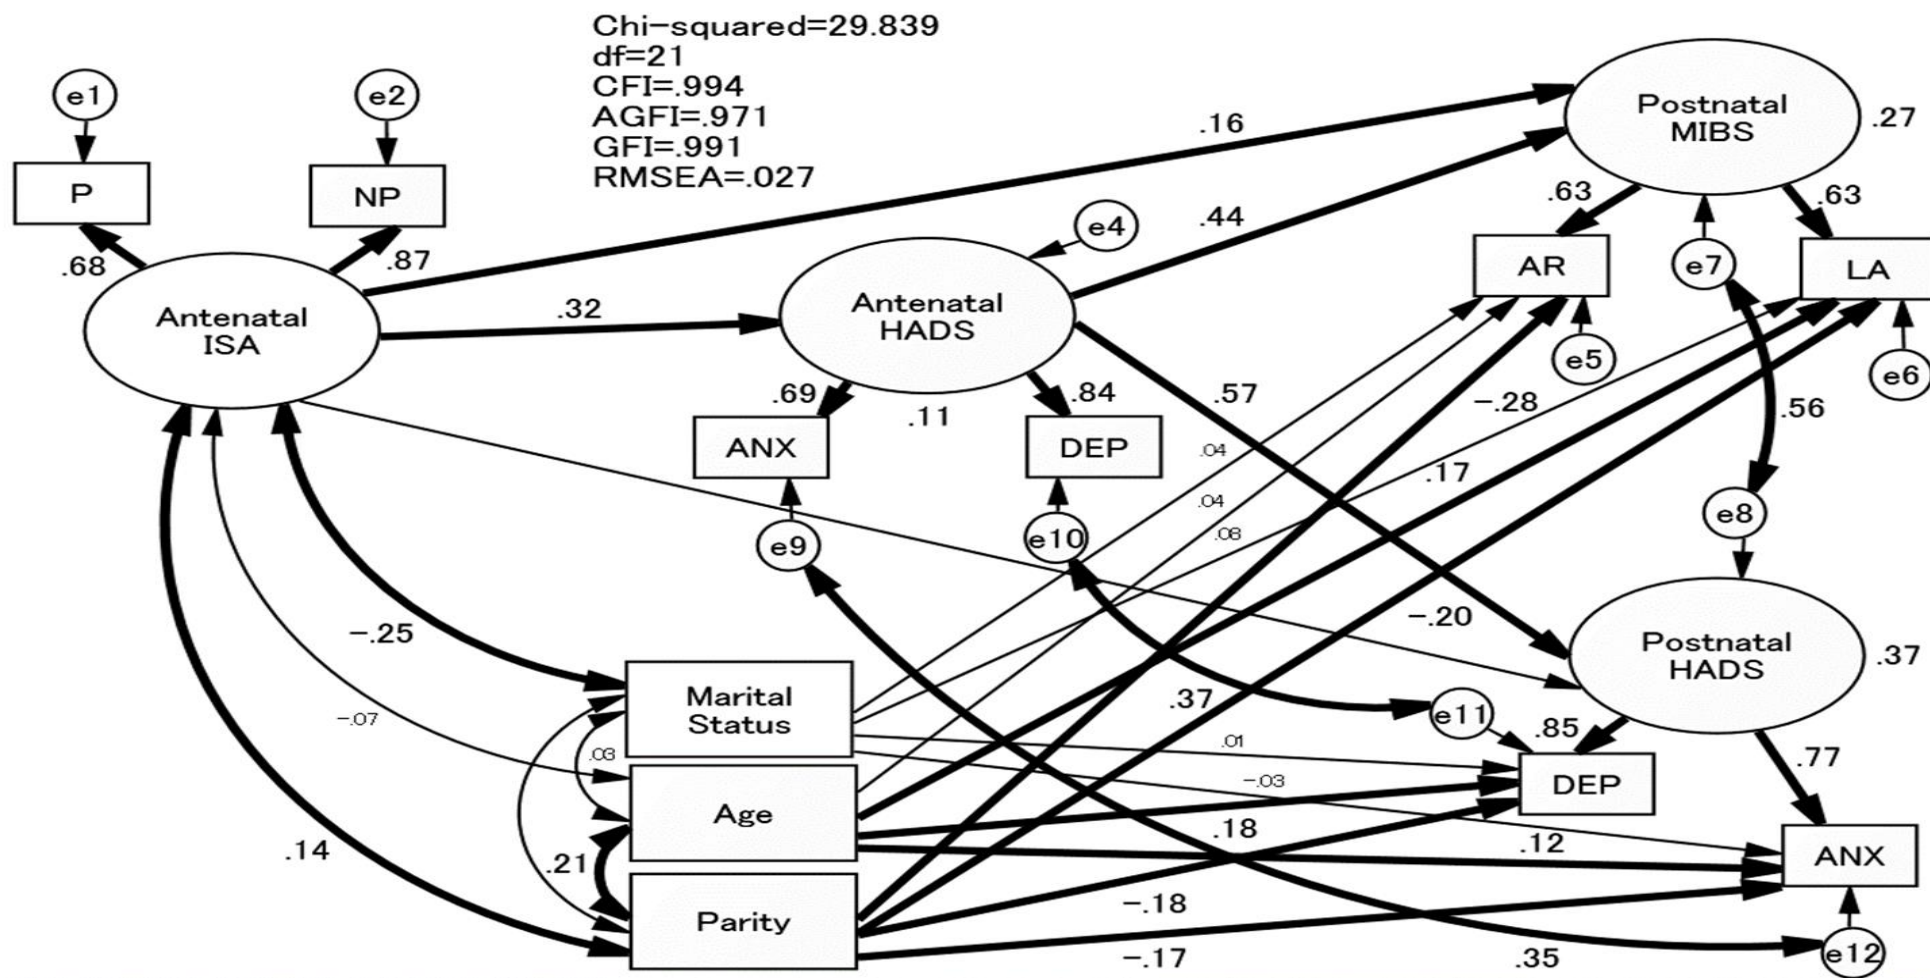 Chi-squared=29.839
df=21
CFI=.994
AGFI=.971
GFI=.991
RMSEA=.027
e1
e2
P
NP
.68
.87
Antenatal
ISA
.16
.32
.44
e4
Antenatal
HADS
.69
.84
.11
ANX
DEP
e9
e10
Postnatal
MIBS
.27
.63
.63
AR
e7
LA
e5
e6
.57
-.28
.56
.04
.17
.04
.08
e8
-.20
Postnatal
HADS
.37
-.25
.37
-.07
Marital
Status
.03
e11
.85
.01
.77
-.03
DEP
Age
.18
.12
ANX
.14
.21
Parity
-.18
-.17
.35
e12